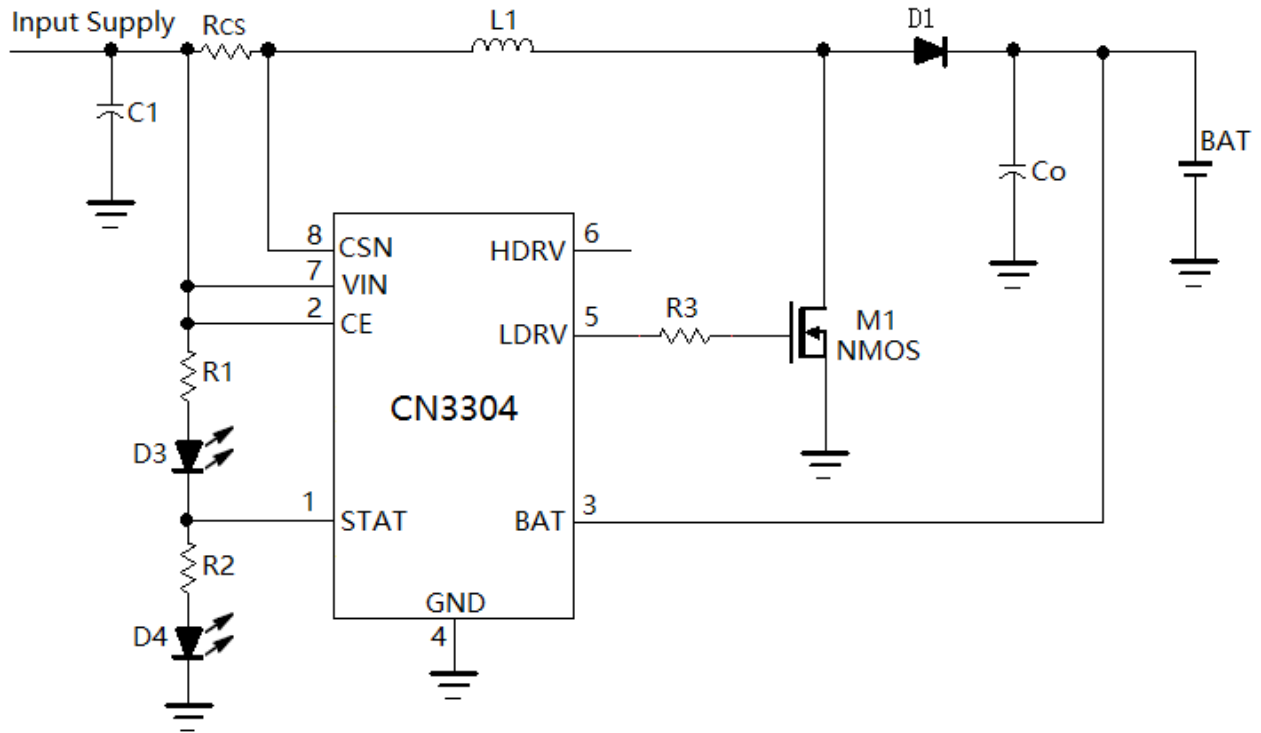 Input Supply
RCS
L1
D1
C1
BAT
Co
8
CSN
HDRV
6
7
VIN
2
CE
R3
5
LDRV
M1
NMOS
R1
CN3304
D3
1
STAT
BAT
3
R2
GND
D4
4